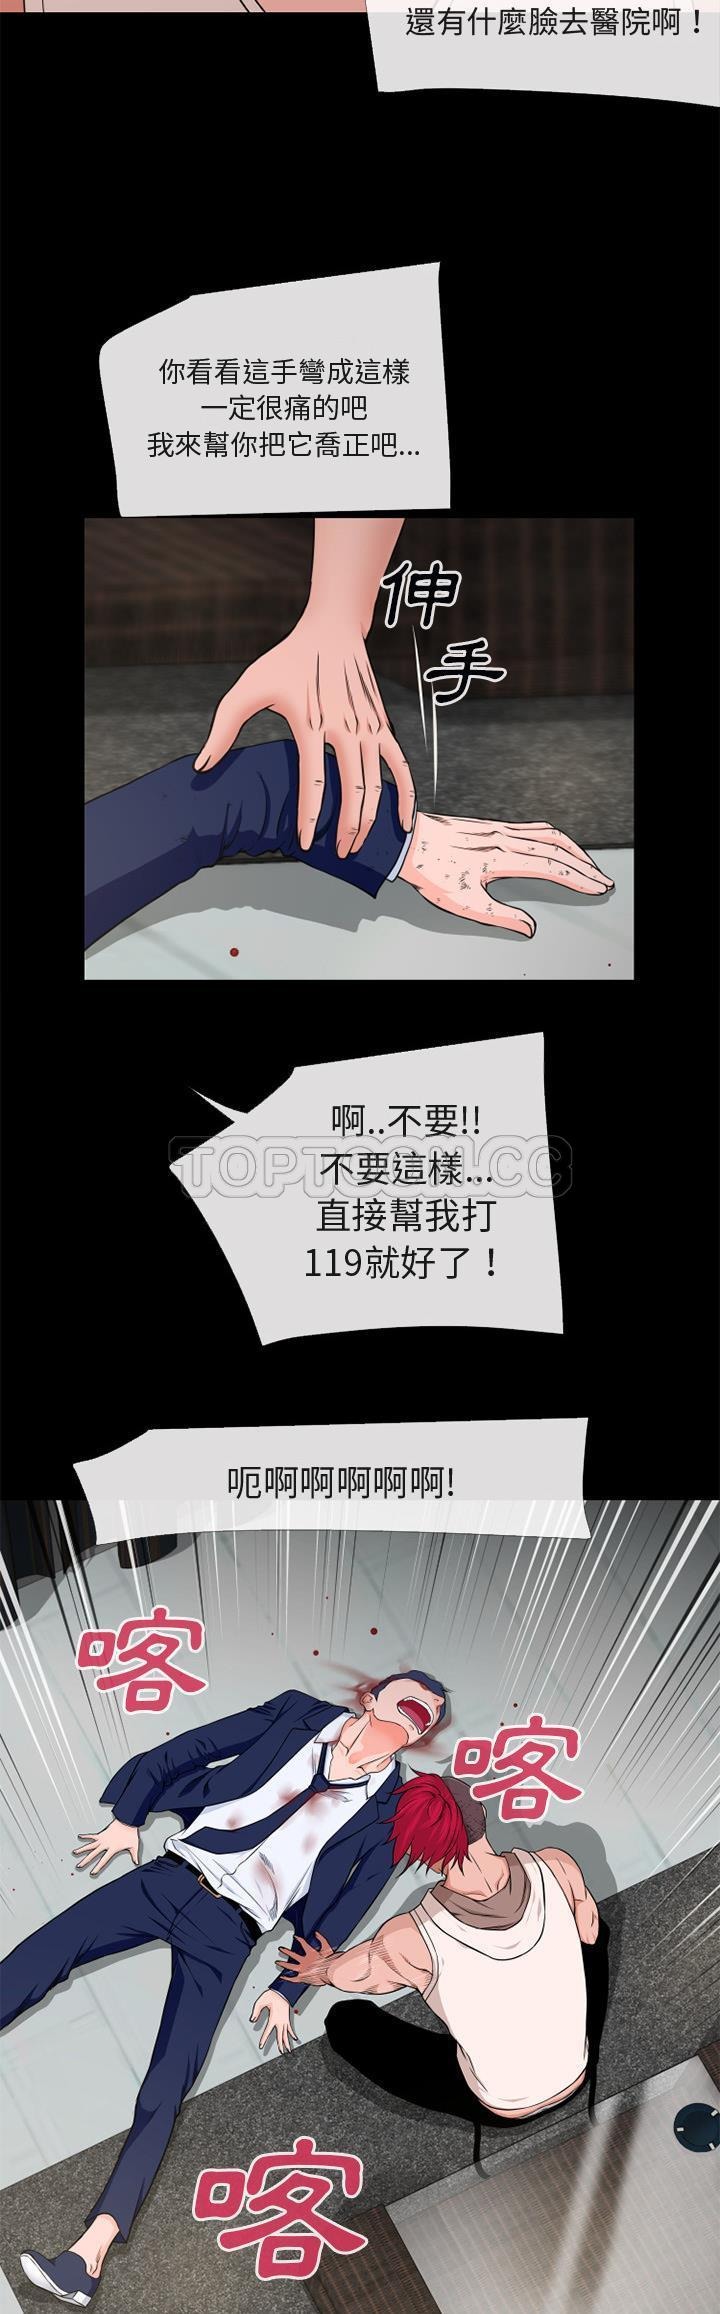 還有什麼臉去醫院啊！
你看看這手彎成這樣
一定很痛的吧
我來幫你把它喬正吧...
伸
手
啊..不要!!
不要這樣...
直接幫我打
119就好了！
TOPTOON.CC
呃啊啊啊啊啊!
喀
喀
喀